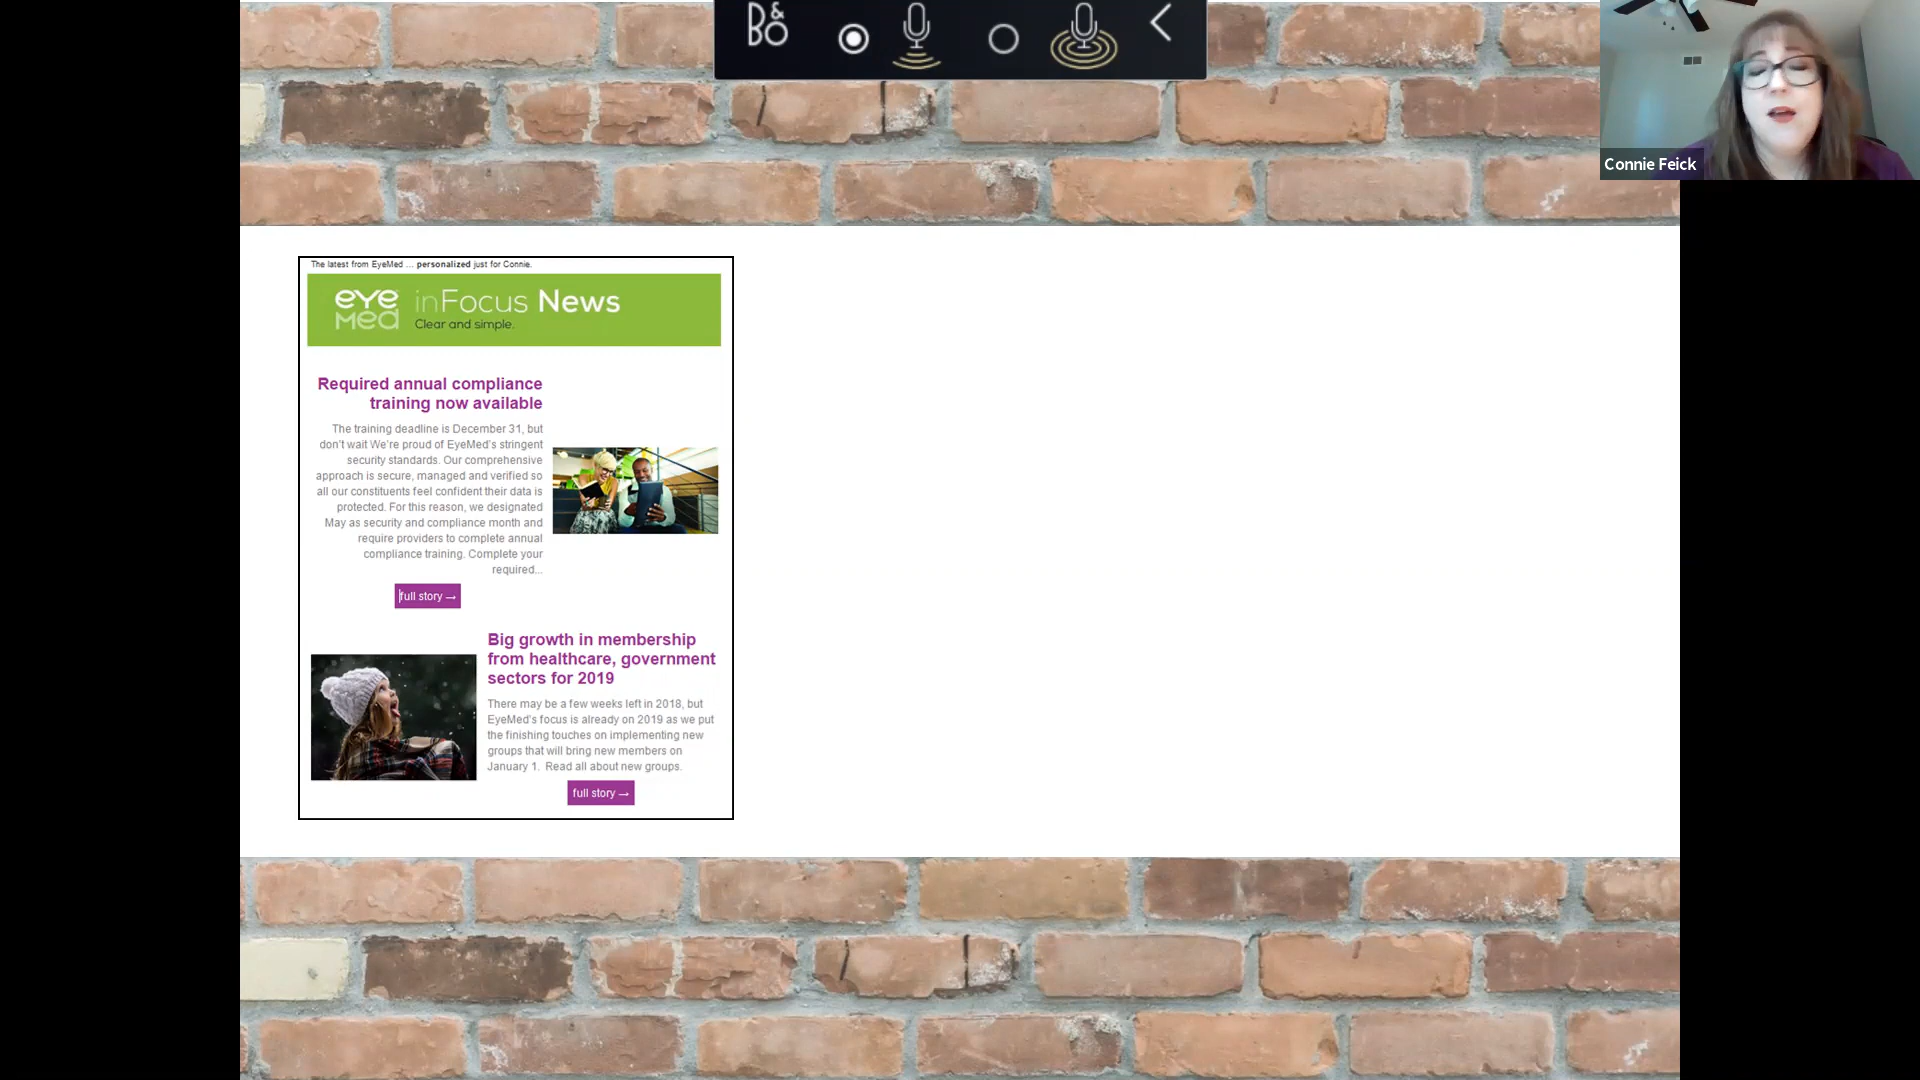 B&O
Connie Feick
The latest from EyeMed ... personalized just for Connie.
eye
med
inFocus News
Clear and simple.
Required annual compliance
training now available
The training deadline is December 31, but
don't wait We're proud of EyeMed's stringent
security standards. Our comprehensive
approach is secure, managed and verified so
all our constituents feel confident their data is
protected. For this reason, we designated
May as security and compliance month and
require providers to complete annual
compliance training. Complete your
required...
full story →
Big growth in membership
from healthcare, government
sectors for 2019
There may be a few weeks left in 2018, but
EyeMed's focus is already on 2019 as we put
the finishing touches on implementing new
groups that will bring new members on
January 1. Read all about new groups.
full story →